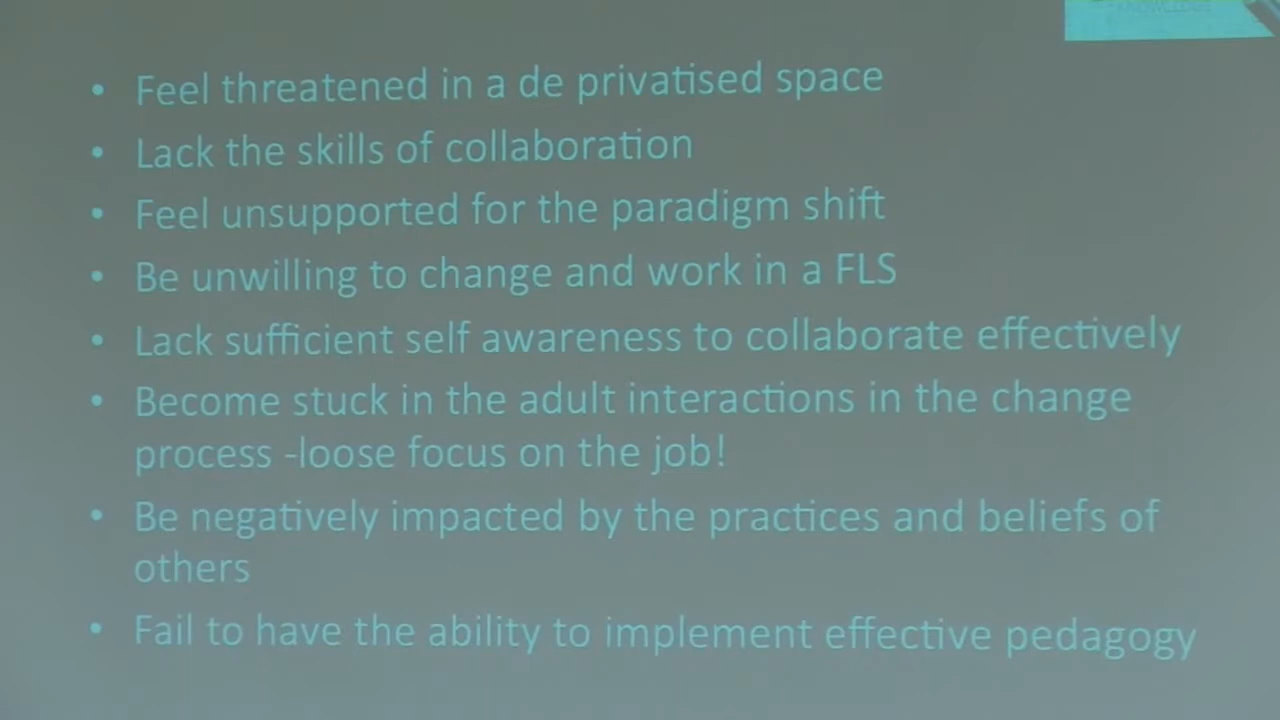 • Feel threatened in a de privatised space
• Lack the skills of collaboration
• Feel unsupported for the paradigm shift
• Be unwilling to change and work in a FLS
• Lack sufficient self awareness to collaborate effectively
• Become stuck in the adult interactions in the change
process -loose focus on the job!
• Be negatively impacted by the practices and beliefs of
others
• Fail to have the ability to implement effective pedagogy